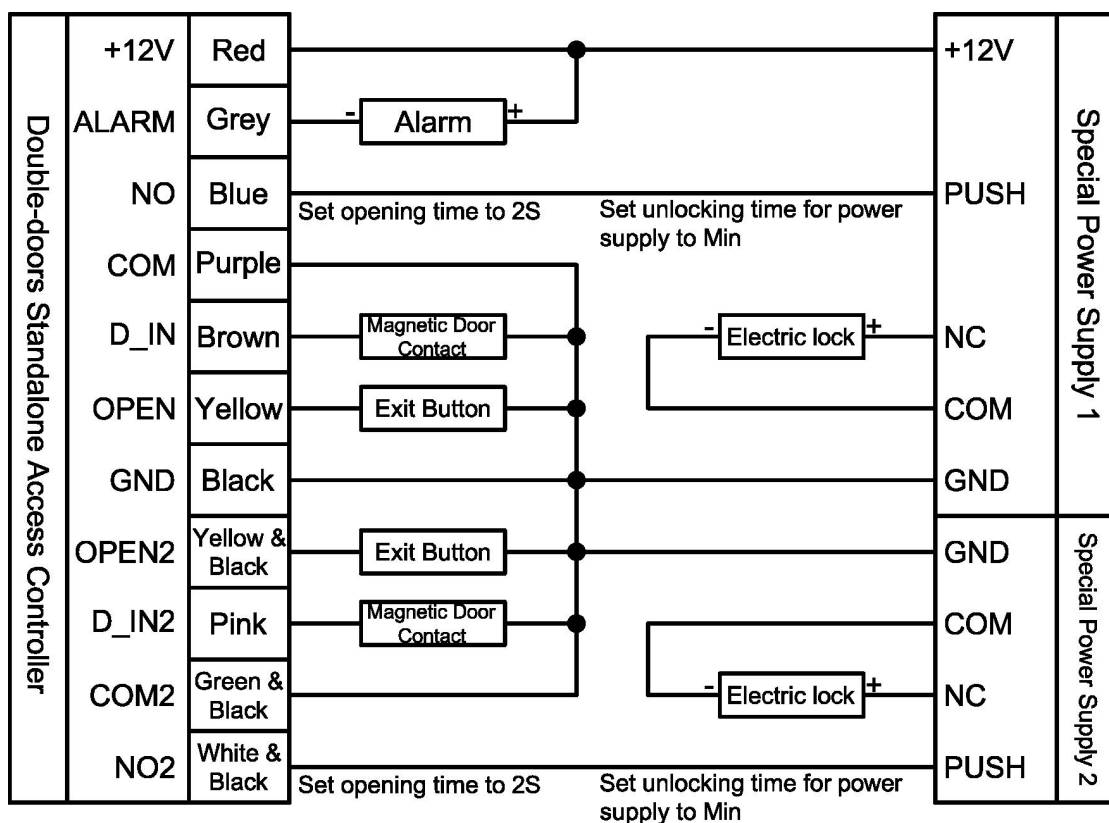 Double-doors Standalone Access Controller
+12V Red +12V
ALARM Grey - Alarm +
NO Blue PUSH
Set opening time to 2S Set unlocking time for power
supply to Min
COM Purple
D_IN Brown Magnetic Door
Contact - Electric lock + NC
OPEN Yellow Exit Button COM
GND Black GND
Special Power Supply 1
OPEN2 Yellow &
Black Exit Button GND
D_IN2 Pink Magnetic Door
Contact COM
COM2 Green &
Black - Electric lock + NC
NO2 White &
Black PUSH
Set opening time to 2S Set unlocking time for power
supply to Min
Special Power Supply 2